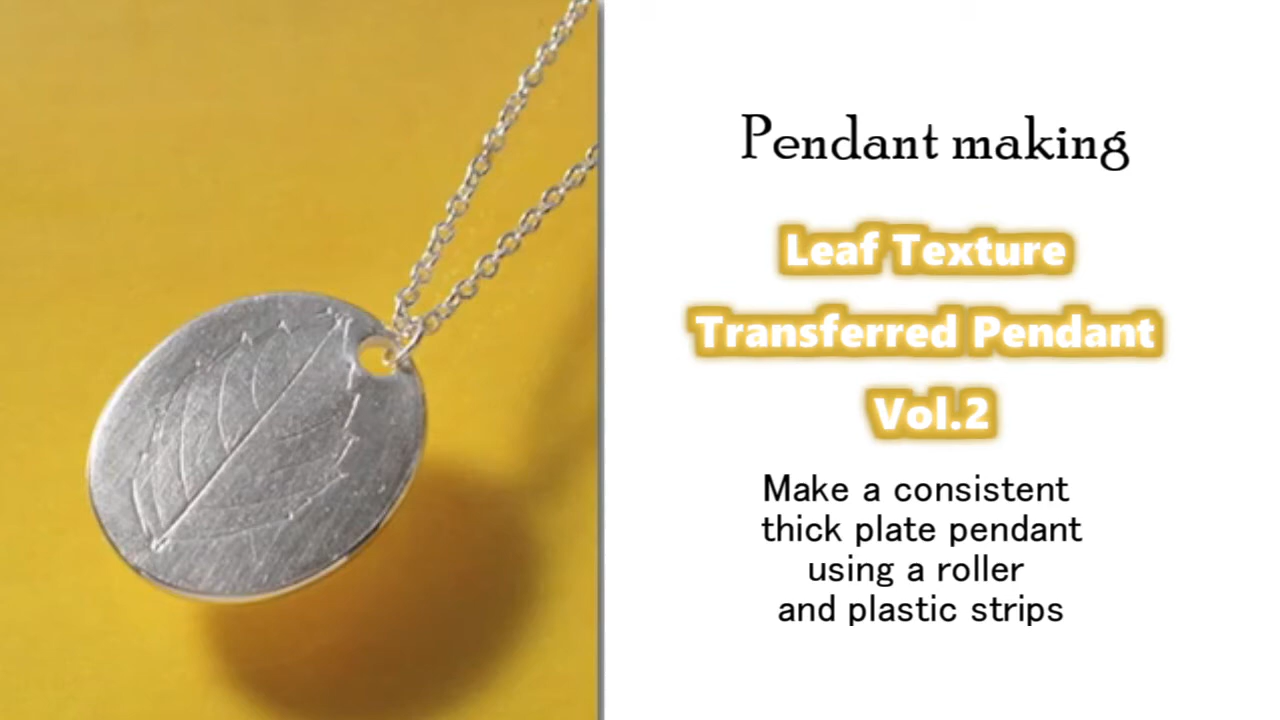 Pendant making
Leaf Texture
Transferred Pendant
Vol.2
Make a consistent
thick plate pendant
using a roller
and plastic strips